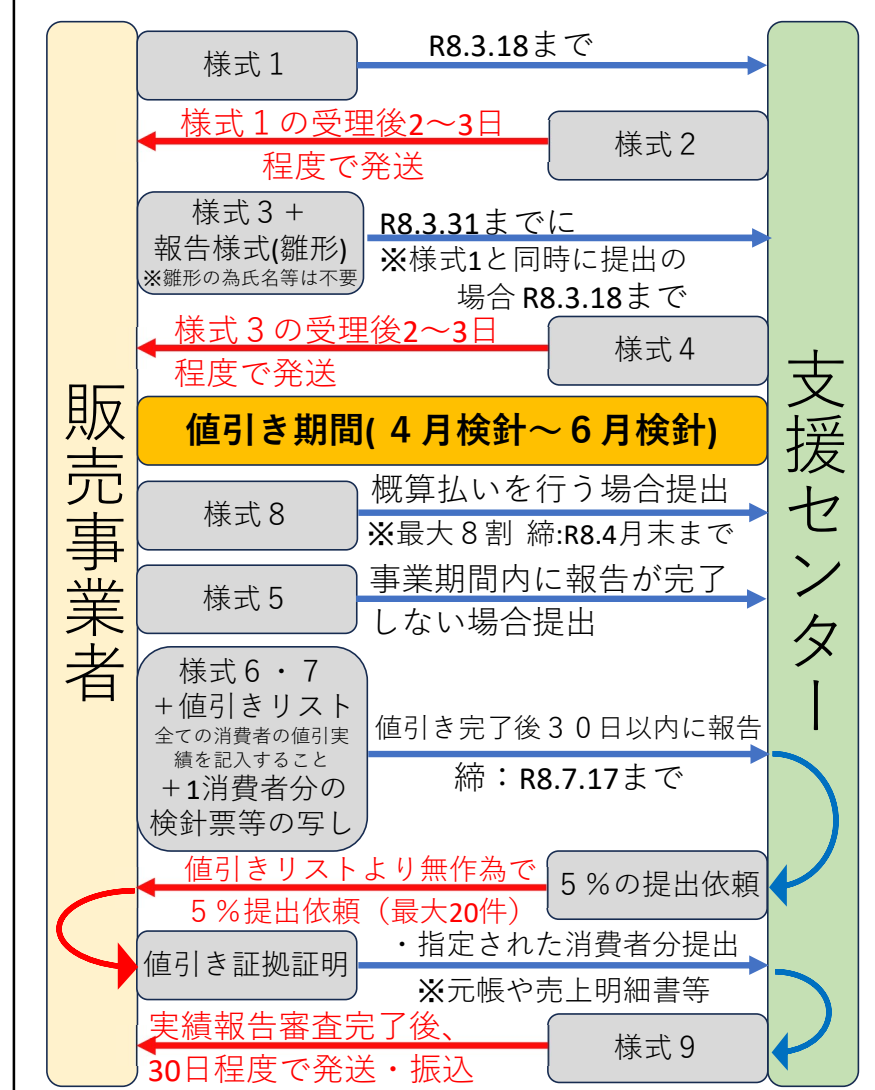 販売事業者
支援センター
様式１
R8.3.18まで
様式１の受理後2～3日
程度で発送
様式２
様式３＋
報告様式(雛形)
※雛形の為氏名等は不要
R8.3.31までに
※様式1と同時に提出の
場合 R8.3.18まで
様式３の受理後2～3日
程度で発送
様式４
値引き期間(４月検針～６月検針)
様式８
概算払いを行う場合提出
※最大８割 締:R8.4月末まで
様式５
事業期間内に報告が完了
しない場合提出
様式６・７
＋値引きリスト
全ての消費者の値引実
績を記入すること
＋1消費者分の
検針票等の写し
値引き完了後３０日以内に報告
締：R8.7.17まで
値引きリストより無作為で
５％提出依頼（最大20件）
５％の提出依頼
値引き証拠証明
・指定された消費者分提出
※元帳や売上明細書等
実績報告審査完了後、
30日程度で発送・振込
様式９